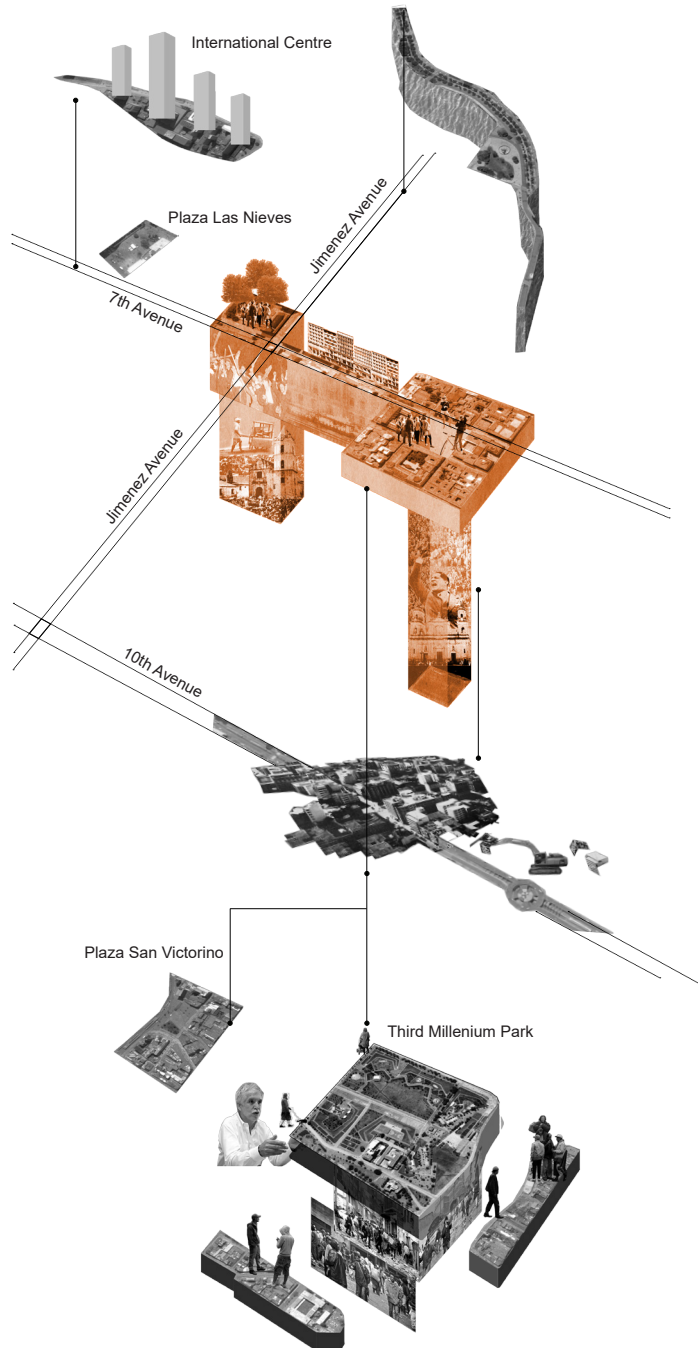 International Centre
Plaza Las Nieves
Jimenez Avenue
7th Avenue
Jimenez Avenue
10th Avenue
Plaza San Victorino
Third Millenium Park